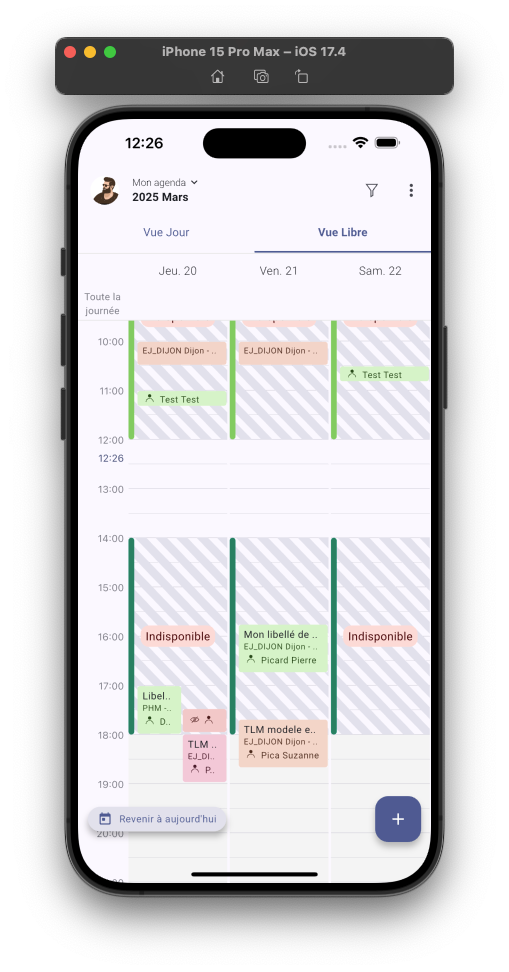 iPhone 15 Pro Max – iOS 17.4
12:26
Mon agenda
2025 Mars
Vue Jour
Vue Libre
Jeu. 20
Ven. 21
Sam. 22
Toute la
journée
10:00
EJ_DIJON Dijon - ..
EJ_DIJON Dijon - ..
Test Test
11:00
Test Test
12:00
12:26
13:00
14:00
15:00
16:00
Indisponible
Mon libellé de ..
EJ_DIJON Dijon - ..
Picard Pierre
Indisponible
17:00
Libel..
PHM -..
D..
18:00
TLM ..
EJ_DI..
P..
TLM modele e..
EJ_DIJON Dijon - ..
Pica Suzanne
19:00
Revenir à aujourd'hui
20:00